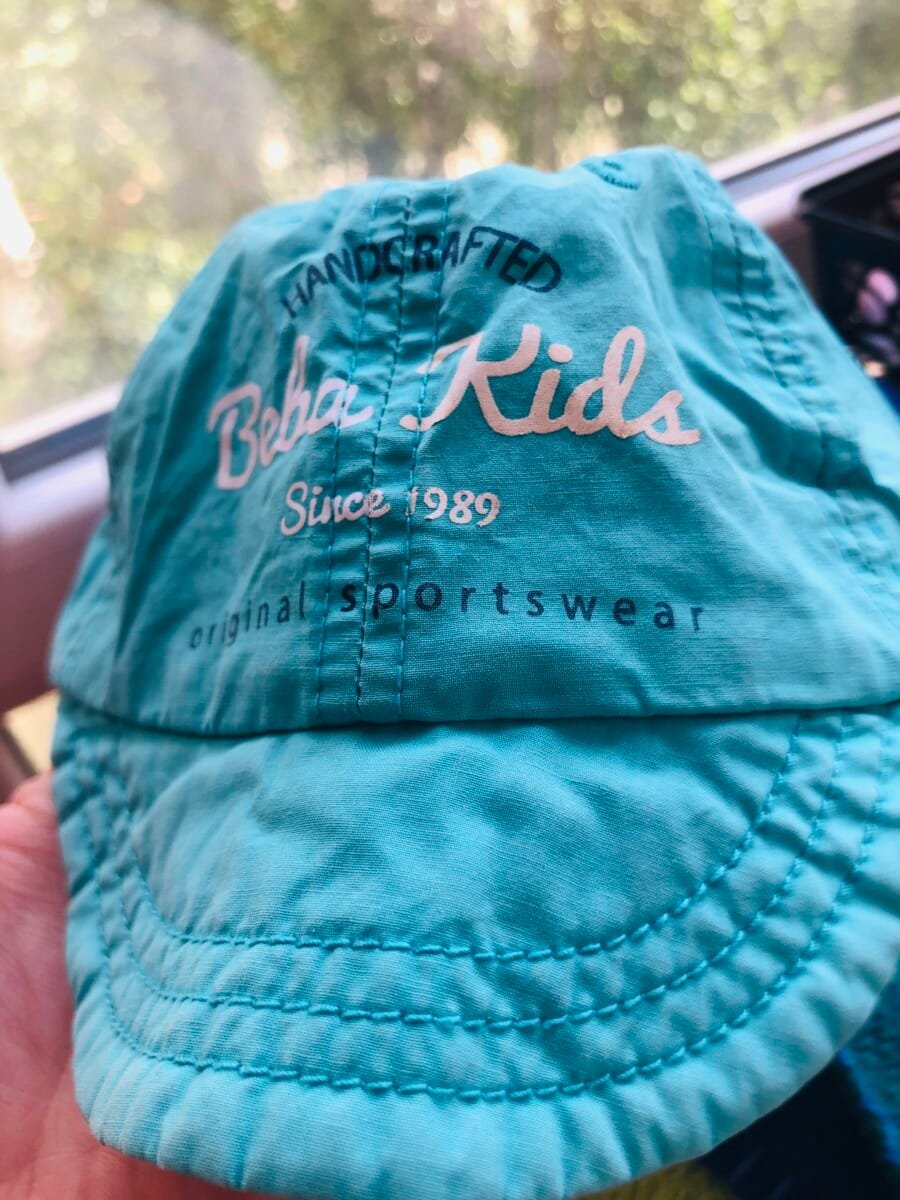 HANDCRAFTED
Beba Kids
Since 1989
original sportswear